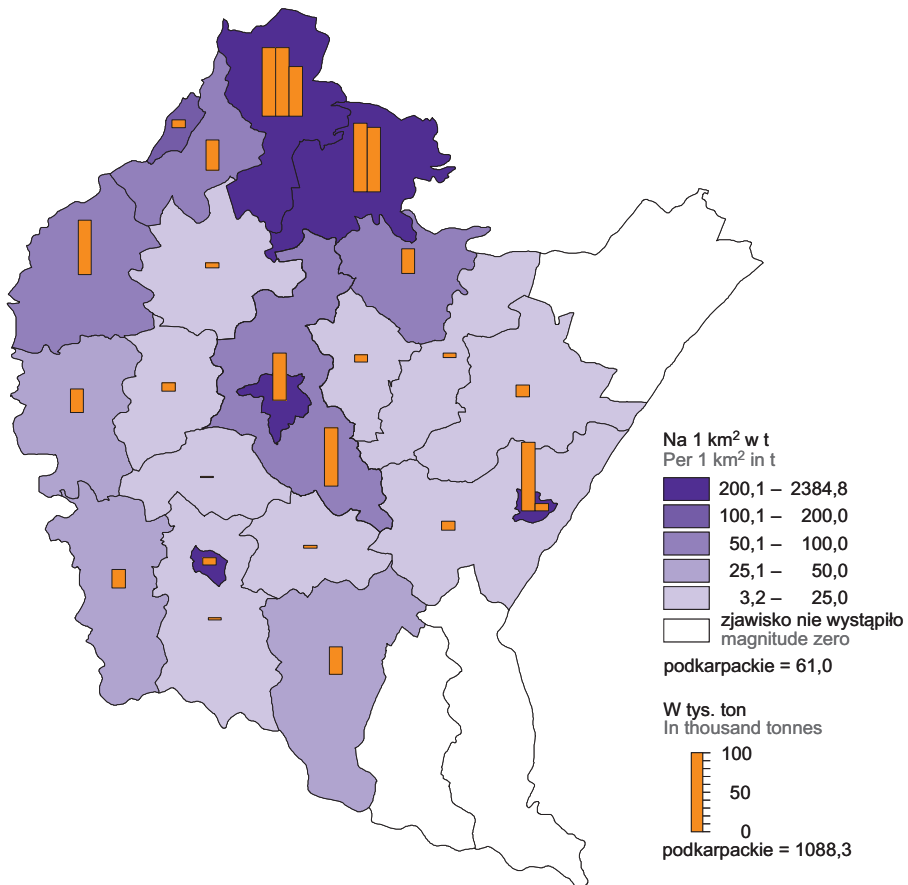 Na 1 km² w t
Per 1 km² in t
200,1 – 2384,8
100,1 – 200,0
50,1 – 100,0
25,1 – 50,0
3,2 – 25,0
zjawisko nie wystąpiło
magnitude zero
podkarpackie = 61,0
W tys. ton
In thousand tonnes
100
50
0
podkarpackie = 1088,3